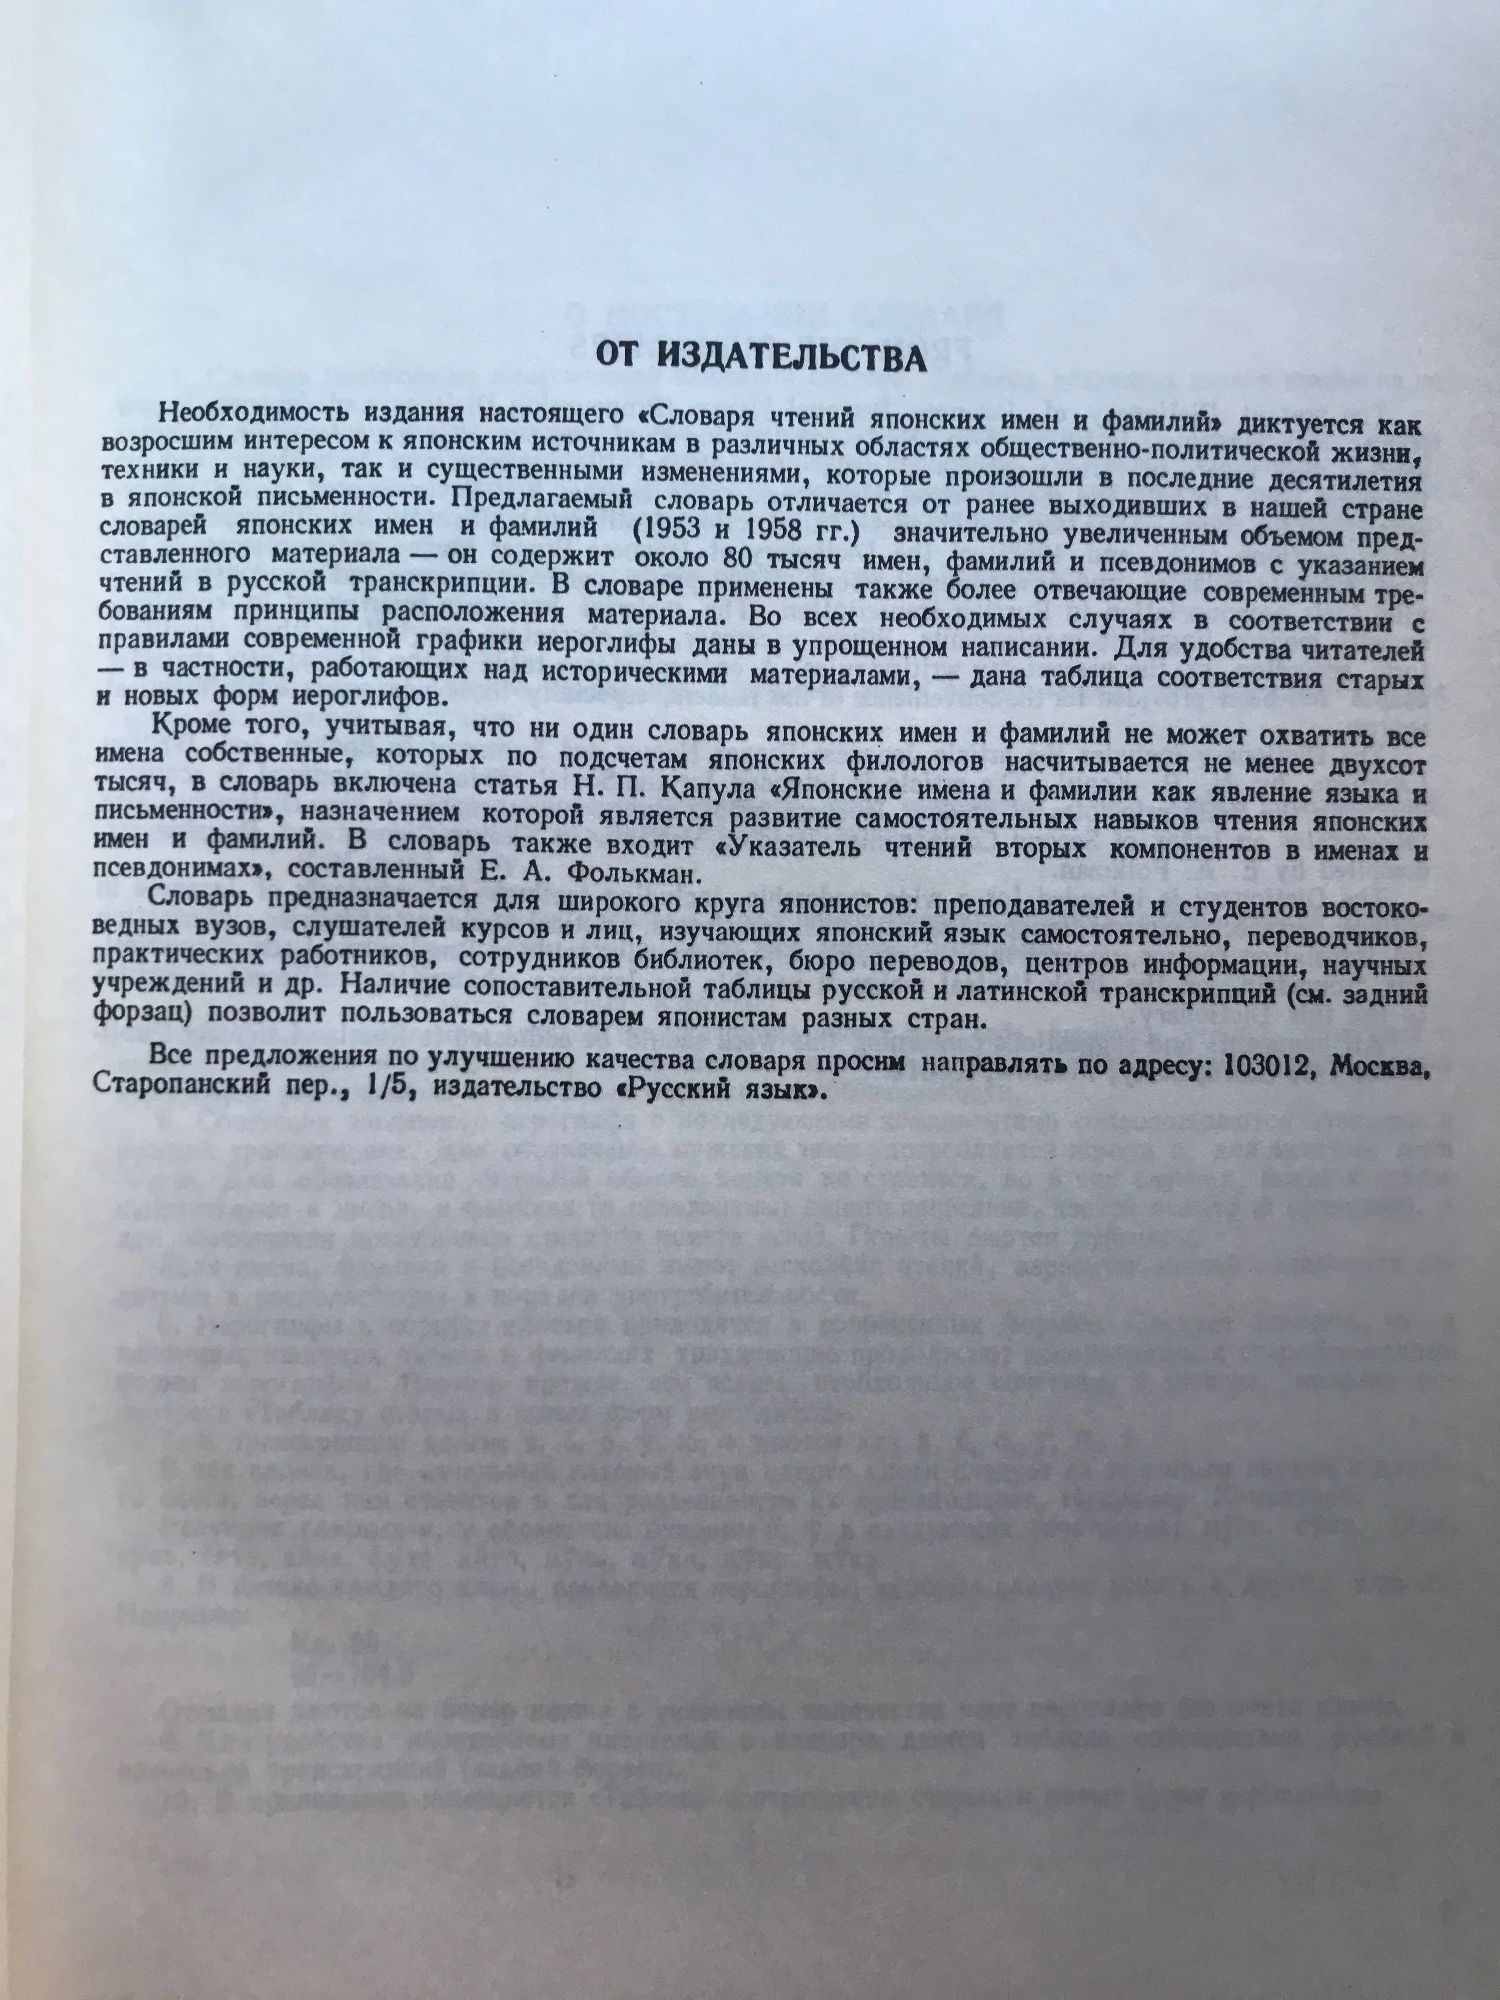 ОТ ИЗДАТЕЛЬСТВА
Необходимость издания настоящего «Словаря чтений японских имен и фамилий» диктуется как
возросшим интересом к японским источникам в различных областях общественно-политической жизни,
техники и науки, так и существенными изменениями, которые произошли в последние десятилетия
в японской письменности. Предлагаемый словарь отличается от ранее выходивших в нашей стране
словарей японских имен и фамилий (1953 и 1958 гг.) значительно увеличенным объемом пред-
ставленного материала — он содержит около 80 тысяч имен, фамилий и псевдонимов с указанием
чтений в русской транскрипции. В словаре применены также более отвечающие современным тре-
бованиям принципы расположения материала. Во всех необходимых случаях в соответствии с
правилами современной графики иероглифы даны в упрощенном написании. Для удобства читателей
— в частности, работающих над историческими материалами, — дана таблица соответствия старых
и новых форм иероглифов.
Кроме того, учитывая, что ни один словарь японских имен и фамилий не может охватить все
имена собственные, которых по подсчетам японских филологов насчитывается не менее двухсот
тысяч, в словарь включена статья Н. П. Капула «Японские имена и фамилии как явление языка и
письменности», назначением которой является развитие самостоятельных навыков чтения японских
имен и фамилий. В словарь также входит «Указатель чтений вторых компонентов в именах и
псевдонимах», составленный Е. А. Фолькман.
Словарь предназначается для широкого круга японистов: преподавателей и студентов востоко-
ведных вузов, слушателей курсов и лиц, изучающих японский язык самостоятельно, переводчиков,
практических работников, сотрудников библиотек, бюро переводов, центров информации, научных
учреждений и др. Наличие сопоставительной таблицы русской и латинской транскрипций (см. задний
форзац) позволит пользоваться словарем японистам разных стран.
Все предложения по улучшению качества словаря просим направлять по адресу: 103012, Москва,
Старопанский пер., 1/5, издательство «Русский язык».